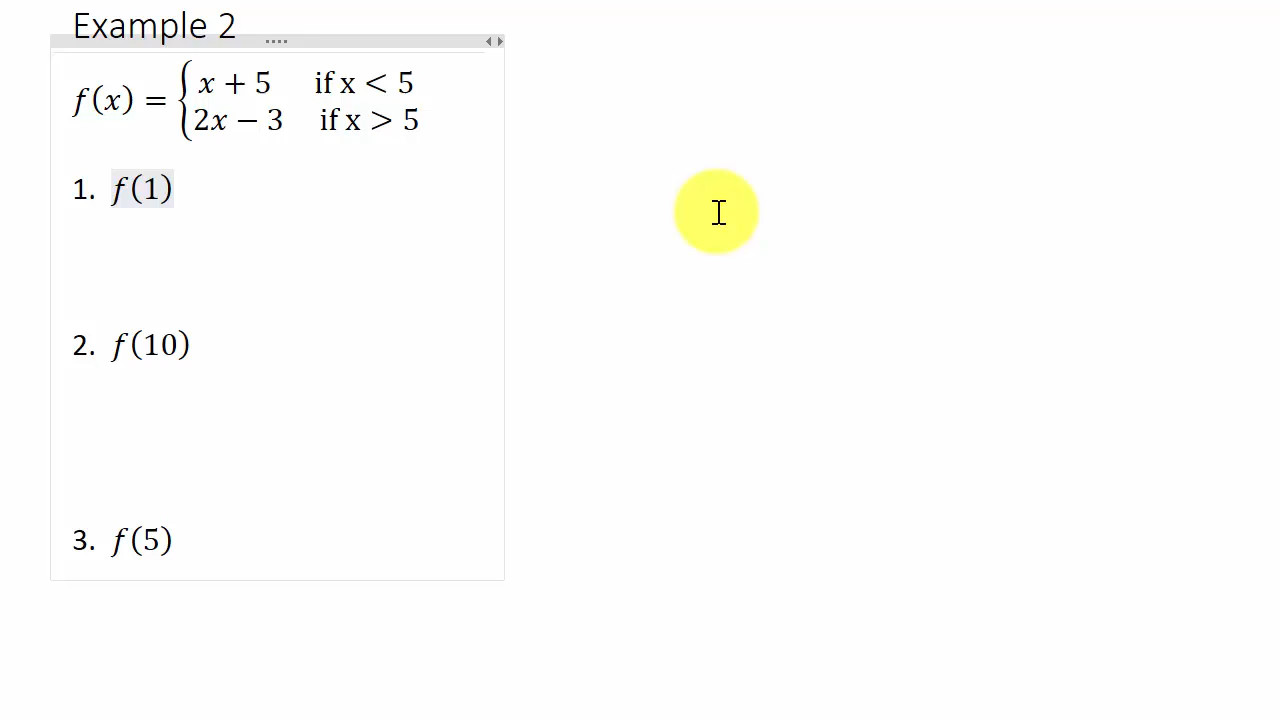 Example 2
f(x) = { x + 5 if x < 5
2x − 3 if x > 5
1. f(1)
2. f(10)
3. f(5)